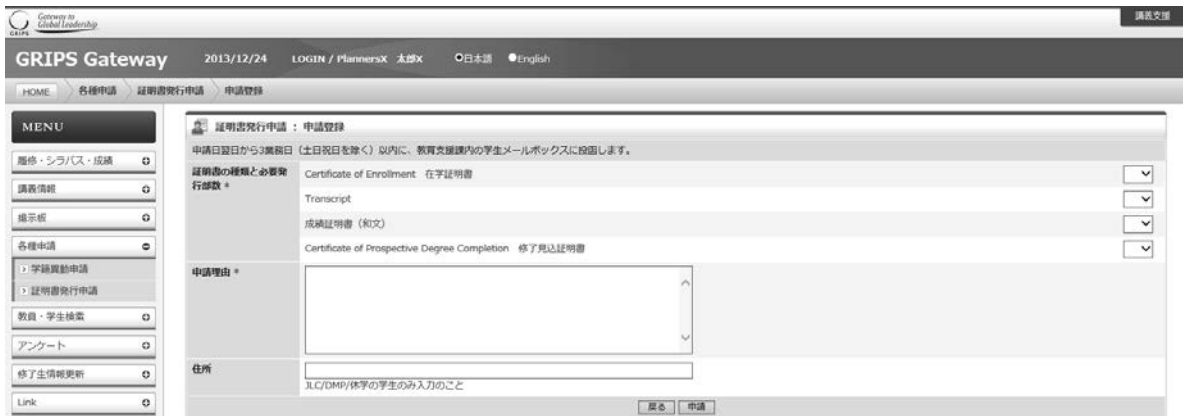 Gateway to
Global Leadership
GRIPS
講義支援
GRIPS Gateway 2013/12/24 LOGIN / PlannersX 太郎X 日本語 English
HOME 各種申請 証明書発行申請 申請登録
MENU
履修・シラバス・成績
講義情報
掲示板
各種申請
学籍異動申請
証明書発行申請
教員・学生検索
アンケート
修了生情報更新
Link
証明書発行申請 : 申請登録
申請日翌日から3業務日（土日祝日を除く）以内に、教育支援課内の学生メールボックスに投函します。
証明書の種類と必要発
行部数 *
Certificate of Enrollment 在学証明書
Transcript
成績証明書（和文）
Certificate of Prospective Degree Completion 修了見込証明書
申請理由 *
住所
JLC/DMP/休学の学生のみ入力のこと
戻る 申請